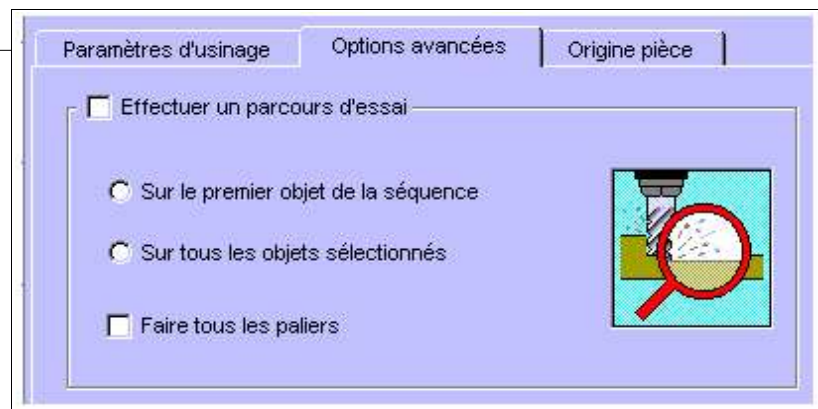 Paramètres d'usinage Options avancées Origine pièce
Effectuer un parcours d'essai
Sur le premier objet de la séquence
Sur tous les objets sélectionnés
Faire tous les paliers